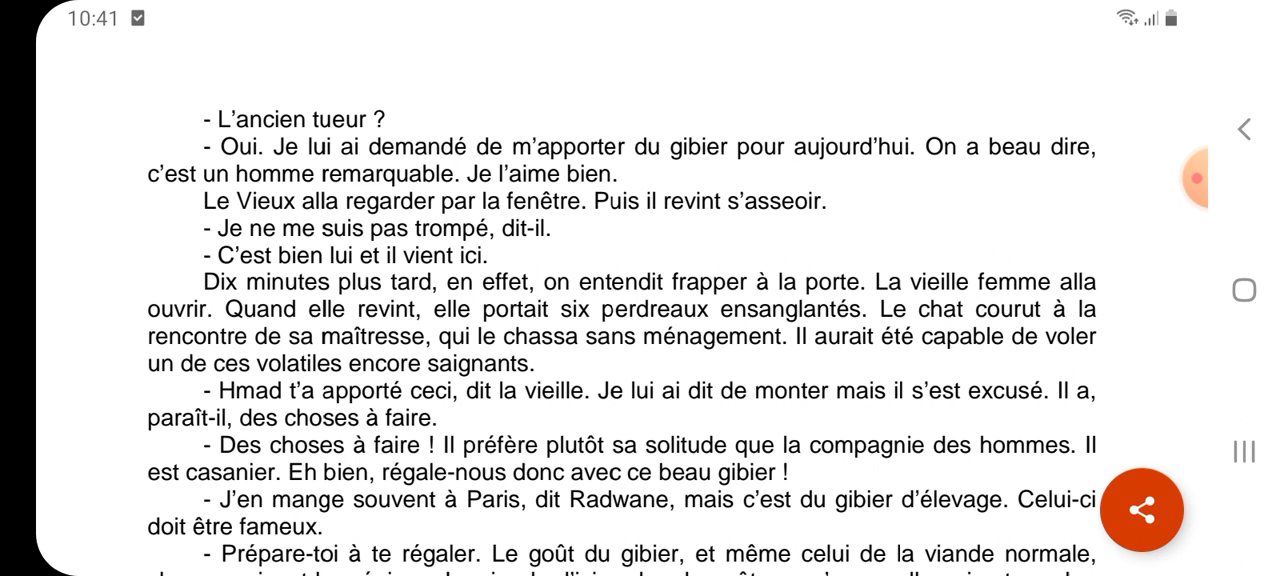 10:41
- L’ancien tueur ?
- Oui. Je lui ai demandé de m’apporter du gibier pour aujourd’hui. On a beau dire,
c’est un homme remarquable. Je l’aime bien.
Le Vieux alla regarder par la fenêtre. Puis il revint s’asseoir.
- Je ne me suis pas trompé, dit-il.
- C’est bien lui et il vient ici.
Dix minutes plus tard, en effet, on entendit frapper à la porte. La vieille femme alla
ouvrir. Quand elle revint, elle portait six perdreaux ensanglantés. Le chat courut à la
rencontre de sa maîtresse, qui le chassa sans ménagement. Il aurait été capable de voler
un de ces volatiles encore saignants.
- Hmad t’a apporté ceci, dit la vieille. Je lui ai dit de monter mais il s’est excusé. Il a,
paraît-il, des choses à faire.
- Des choses à faire ! Il préfère plutôt sa solitude que la compagnie des hommes. Il
est casanier. Eh bien, régale-nous donc avec ce beau gibier !
- J’en mange souvent à Paris, dit Radwane, mais c’est du gibier d’élevage. Celui-ci
doit être fameux.
- Prépare-toi à te régaler. Le goût du gibier, et même celui de la viande normale,